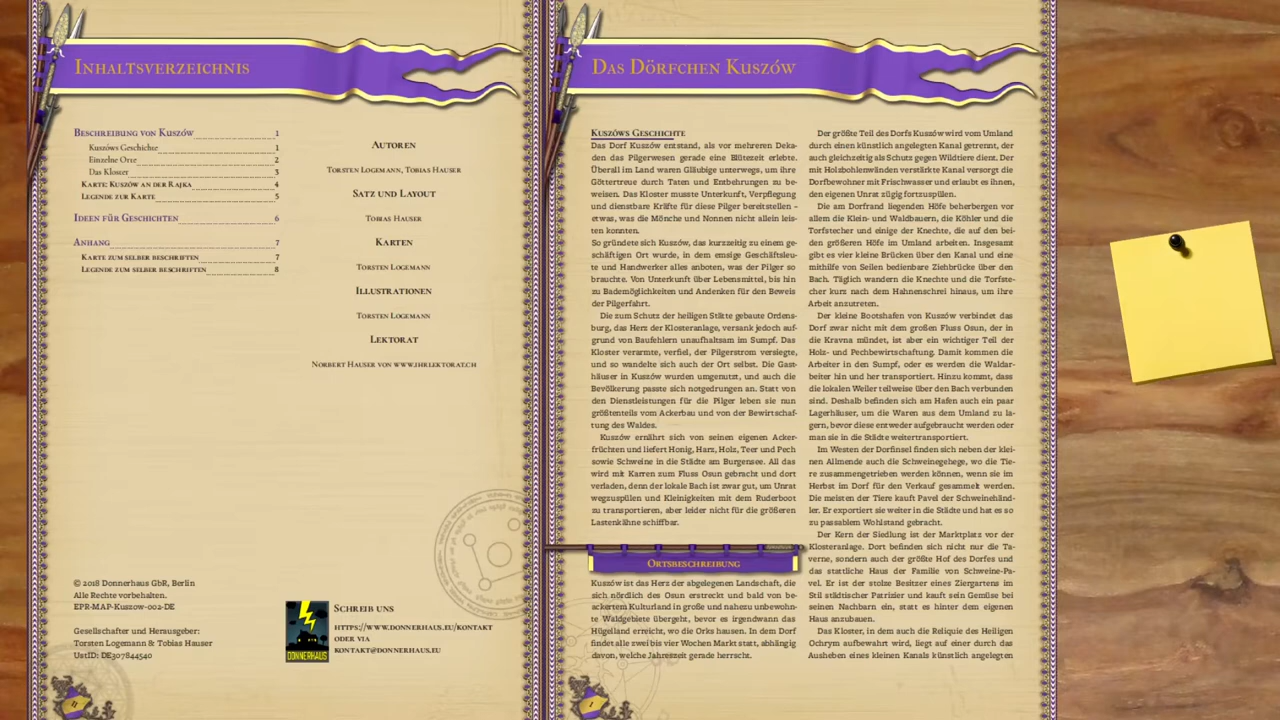 Inhaltsverzeichnis
Beschreibung von Kuszów 1
Kuszóws Geschichte 1
Einzelne Orte 2
Das Kloster 3
Karte: Kuszów an der Rajka 4
Legende zur Karte 5
Ideen für Geschichten 6
Anhang 7
Karte zum selber beschriften 7
Legende zum selber beschriften 8
Autoren
Torsten Logemann, Tobias Hauser
Satz und Layout
Tobias Hauser
Karten
Torsten Logemann
Illustrationen
Torsten Logemann
Lektorat
Norbert Hauser von www.ihrlektorat.ch
© 2018 Donnerhaus GbR, Berlin
Alle Rechte vorbehalten.
EPR-MAP-Kuszow-002-DE
Gesellschafter und Herausgeber:
Torsten Logemann & Tobias Hauser
UstID: DE307844540
DONNERHAUS
Schreib uns
https://www.donnerhaus.eu/kontakt
oder via
kontakt@donnerhaus.eu
Das Dörfchen Kuszów
Kuszóws Geschichte
Das Dorf Kuszów entstand, als vor mehreren Deka-
den das Pilgerwesen gerade eine Blütezeit erlebte.
Überall im Land waren Gläubige unterwegs, um ihre
Göttertreue durch Taten und Entbehrungen zu be-
weisen. Das Kloster musste Unterkunft, Verpflegung
und dienstbare Kräfte für diese Pilger bereitstellen –
etwas, was die Mönche und Nonnen nicht allein leis-
ten konnten.
So gründete sich Kuszów, das kurzzeitig zu einem ge-
schäftigen Ort wurde, in dem emsige Geschäftsleu-
te und Handwerker alles anboten, was der Pilger so
brauchte. Von Unterkunft über Lebensmittel, bis hin
zu Bademöglichkeiten und Andenken für den Beweis
der Pilgerfahrt.
Die zum Schutz der heiligen Stätte gebaute Ordens-
burg, das Herz der Klosteranlage, versank jedoch auf-
grund von Baufehlern unaufhaltsam im Sumpf. Das
Kloster verarmte, verfiel, der Pilgerstrom versiegte,
und so wandelte sich auch der Ort selbst. Die Gast-
häuser in Kuszów wurden umgenutzt, und auch die
Bevölkerung passte sich notgedrungen an. Statt von
den Dienstleistungen für die Pilger leben sie nun
größtenteils vom Ackerbau und von der Bewirtschaf-
tung des Waldes.
Kuszów ernährt sich von seinen eigenen Acker-
früchten und liefert Honig, Harz, Holz, Teer und Pech
sowie Schweine in die Städte am Burgensee. All das
wird mit Karren zum Fluss Osun gebracht und dort
verladen, denn der lokale Bach ist zwar gut, um Unrat
wegzuspülen und Kleinigkeiten mit dem Ruderboot
zu transportieren, aber leider nicht für die größeren
Lastenkähne schiffbar.
Ortsbeschreibung
Kuszów ist das Herz der abgelegenen Landschaft, die
sich nördlich des Osun erstreckt und bald von be-
ackertem Kulturland in große und nahezu unbewohn-
te Waldgebiete übergeht, bevor es irgendwann das
Hügelland erreicht, wo die Orks hausen. In dem Dorf
findet alle zwei bis vier Wochen Markt statt, abhängig
davon, welche Jahreszeit gerade herrscht.
Der größte Teil des Dorfs Kuszów wird vom Umland
durch einen künstlich angelegten Kanal getrennt, der
auch gleichzeitig als Schutz gegen Wildtiere dient. Der
mit Holzbohlenwänden verstärkte Kanal versorgt die
Dorfbewohner mit Frischwasser und erlaubt es ihnen,
den eigenen Unrat zügig fortzuspülen.
Die am Dorfrand liegenden Höfe beherbergen vor
allem die Klein- und Waldbauern, die Köhler und die
Torfstecher und einige der Knechte, die auf den bei-
den größeren Höfe im Umland arbeiten. Insgesamt
gibt es vier kleine Brücken über den Kanal und eine
mithilfe von Seilen bedienbare Ziehbrücke über den
Bach. Täglich wandern die Knechte und die Torfste-
cher kurz nach dem Hahnenschrei hinaus, um ihre
Arbeit anzutreten.
Der kleine Bootshafen von Kuszów verbindet das
Dorf zwar nicht mit dem großen Fluss Osun, der in
die Kravna mündet, ist aber ein wichtiger Teil der
Holz- und Pechbewirtschaftung. Damit kommen die
Arbeiter in den Sumpf, oder es werden die Waldar-
beiter hin und her transportiert. Hinzu kommt, dass
die lokalen Weiler teilweise über den Bach verbunden
sind. Deshalb befinden sich am Hafen auch ein paar
Lagerhäuser, um die Waren aus dem Umland zu la-
gern, bevor diese entweder aufgebraucht werden oder
man sie in die Städte weitertransportiert.
Im Westen der Dorfinsel finden sich neben der klei-
nen Allmende auch die Schweinegehege, wo die Tie-
re zusammengetrieben werden können, wenn sie im
Herbst im Dorf für den Verkauf gesammelt werden.
Die meisten der Tiere kauft Pavel der Schweinehänd-
ler. Er exportiert sie weiter in die Städte und hat es so
zu passablem Wohlstand gebracht.
Der Kern der Siedlung ist der Marktplatz vor der
Klosteranlage. Dort befinden sich nicht nur die Ta-
verne, sondern auch der größte Hof des Dorfes und
das stattliche Haus der Familie von Schweine-Pa-
vel. Er ist der stolze Besitzer eines Ziergartens im
Stil städtischer Patrizier und kauft sein Gemüse bei
seinen Nachbarn ein, statt es hinter dem eigenen
Haus anzubauen.
Das Kloster, in dem auch die Reliquie des Heiligen
Ochrym aufbewahrt wird, liegt auf einer durch das
Ausheben eines kleinen Kanals künstlich angelegten